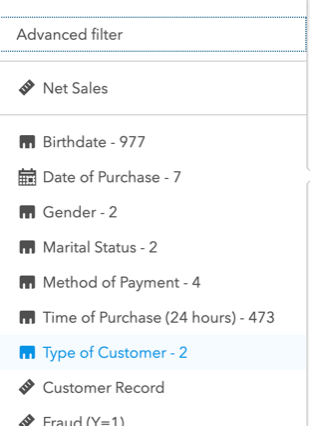 Advanced filter
Net Sales
Birthdate - 977
Date of Purchase - 7
Gender - 2
Marital Status - 2
Method of Payment - 4
Time of Purchase (24 hours) - 473
Type of Customer - 2
Customer Record
Fraud (Y=1)